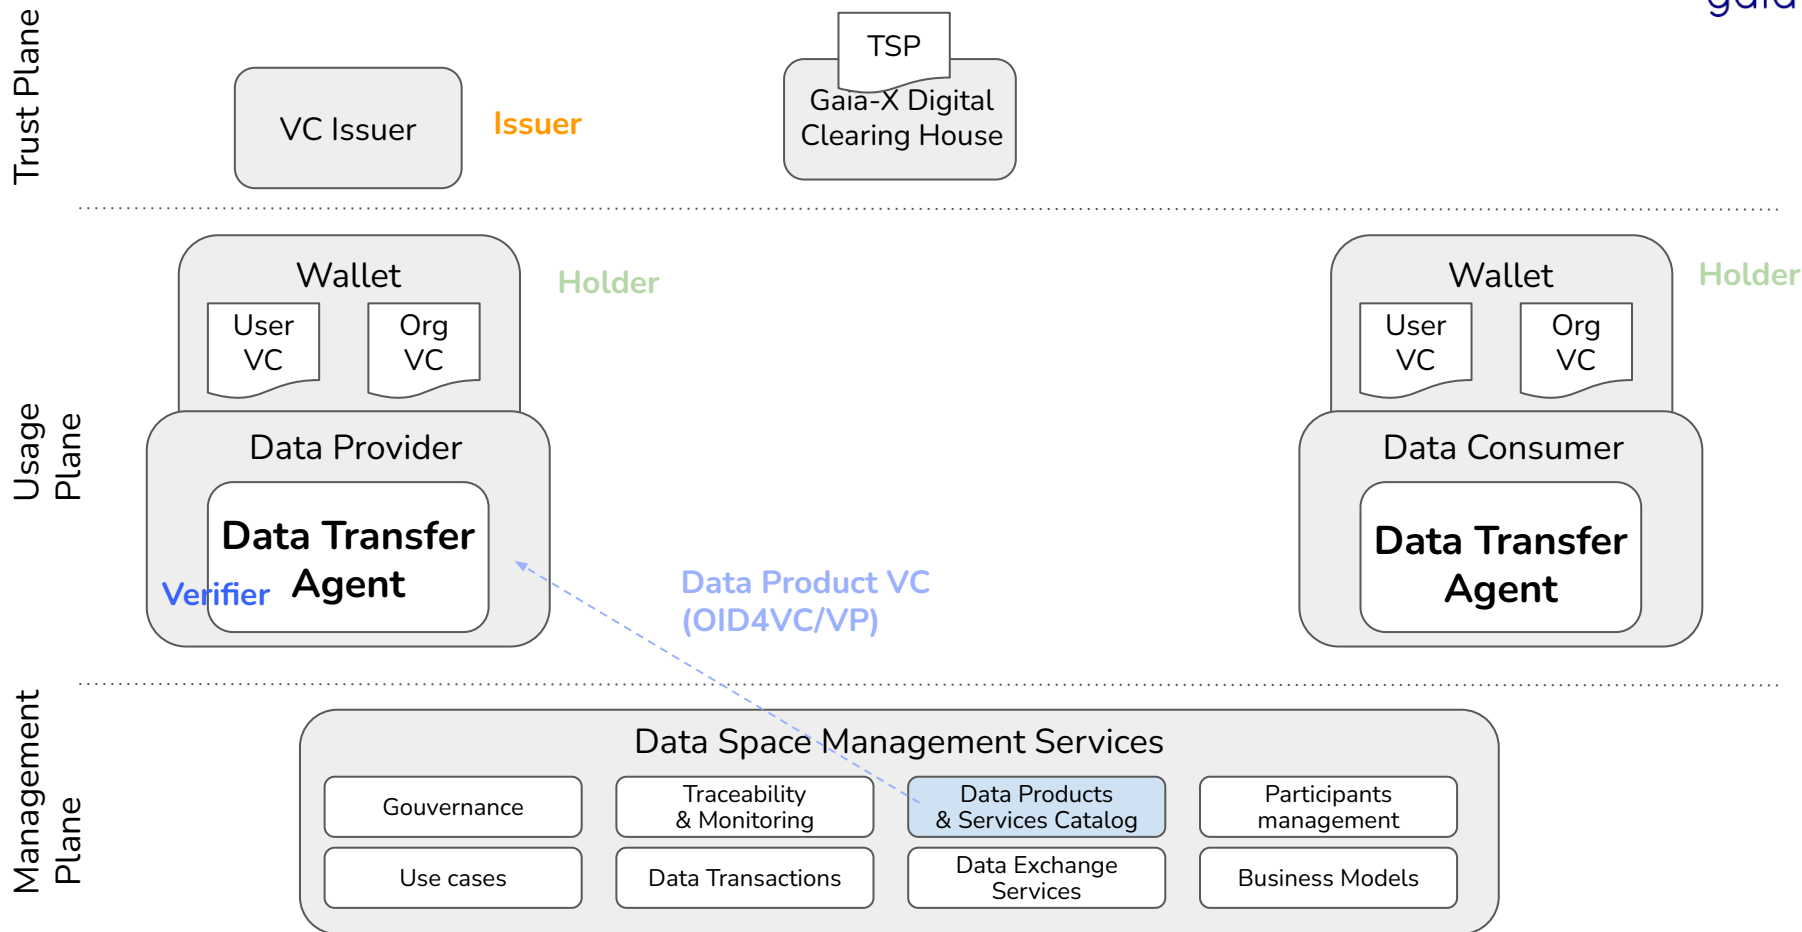 gaia
Trust Plane
TSP
VC Issuer
Issuer
Gaia-X Digital
Clearing House
Usage
Plane
Wallet
Holder
User
VC
Org
VC
Data Provider
Data Transfer
Agent
Verifier
Data Product VC
(OID4VC/VP)
Wallet
Holder
User
VC
Org
VC
Data Consumer
Data Transfer
Agent
Management
Plane
Data Space Management Services
Gouvernance
Traceability
& Monitoring
Data Products
& Services Catalog
Participants
management
Use cases
Data Transactions
Data Exchange
Services
Business Models